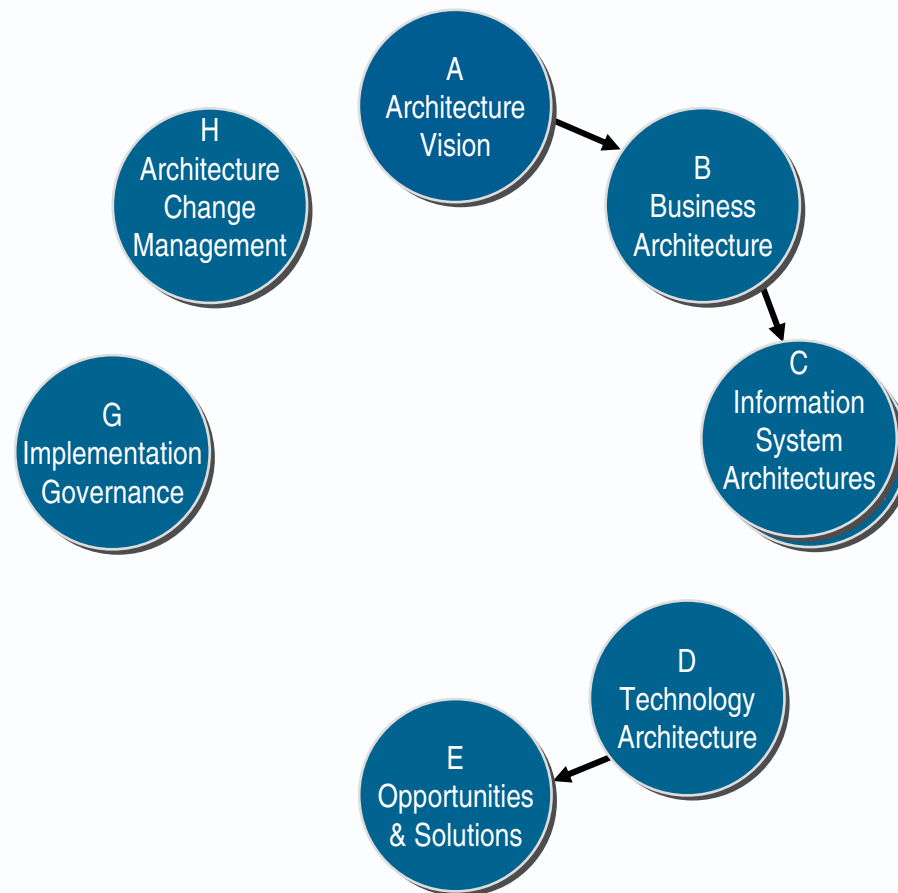 A
Architecture
Vision
H
Architecture
Change
Management
B
Business
Architecture
C
Information
System
Architectures
G
Implementation
Governance
D
Technology
Architecture
E
Opportunities
& Solutions